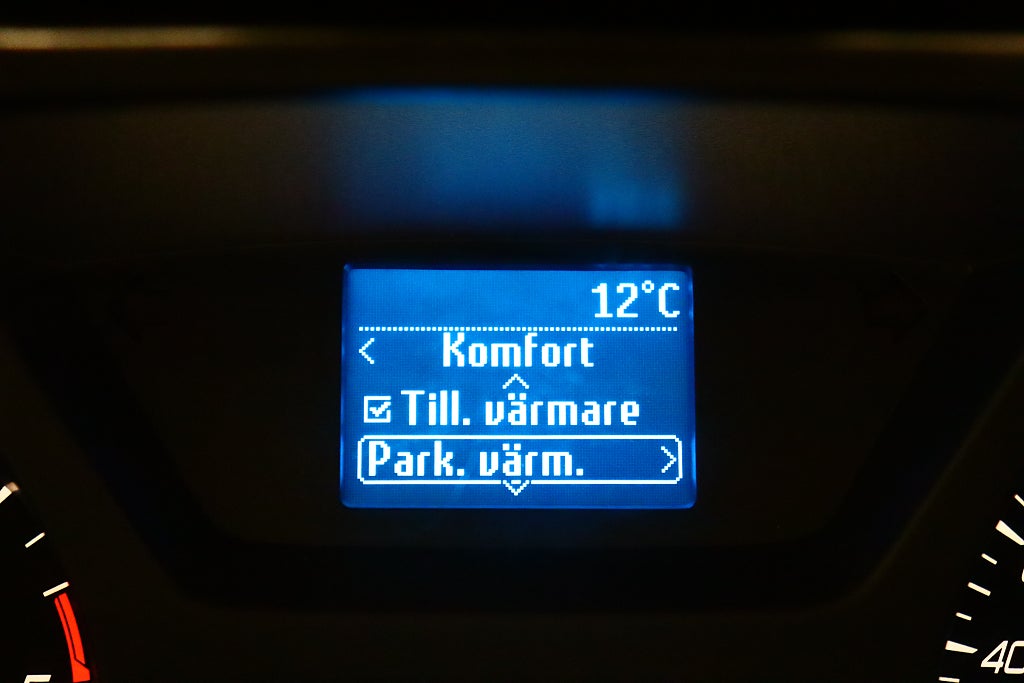 12°C
Komfort
Till. värmare
Park. värm.